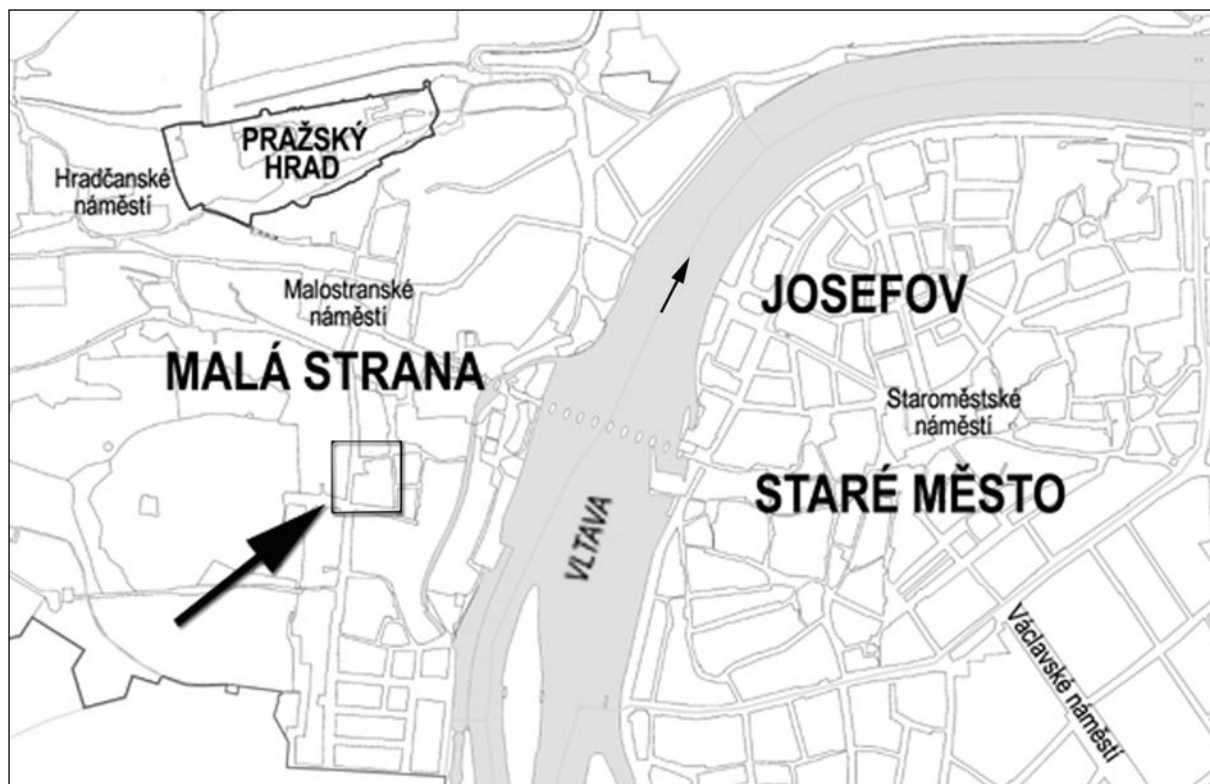 PRAŽSKÝ
HRAD
Hradčanské
náměstí
Malostranské
náměstí
MALÁ STRANA
JOSEFOV
Staroměstské
náměstí
STARÉ MĚSTO
VLTAVA
Václavské náměstí